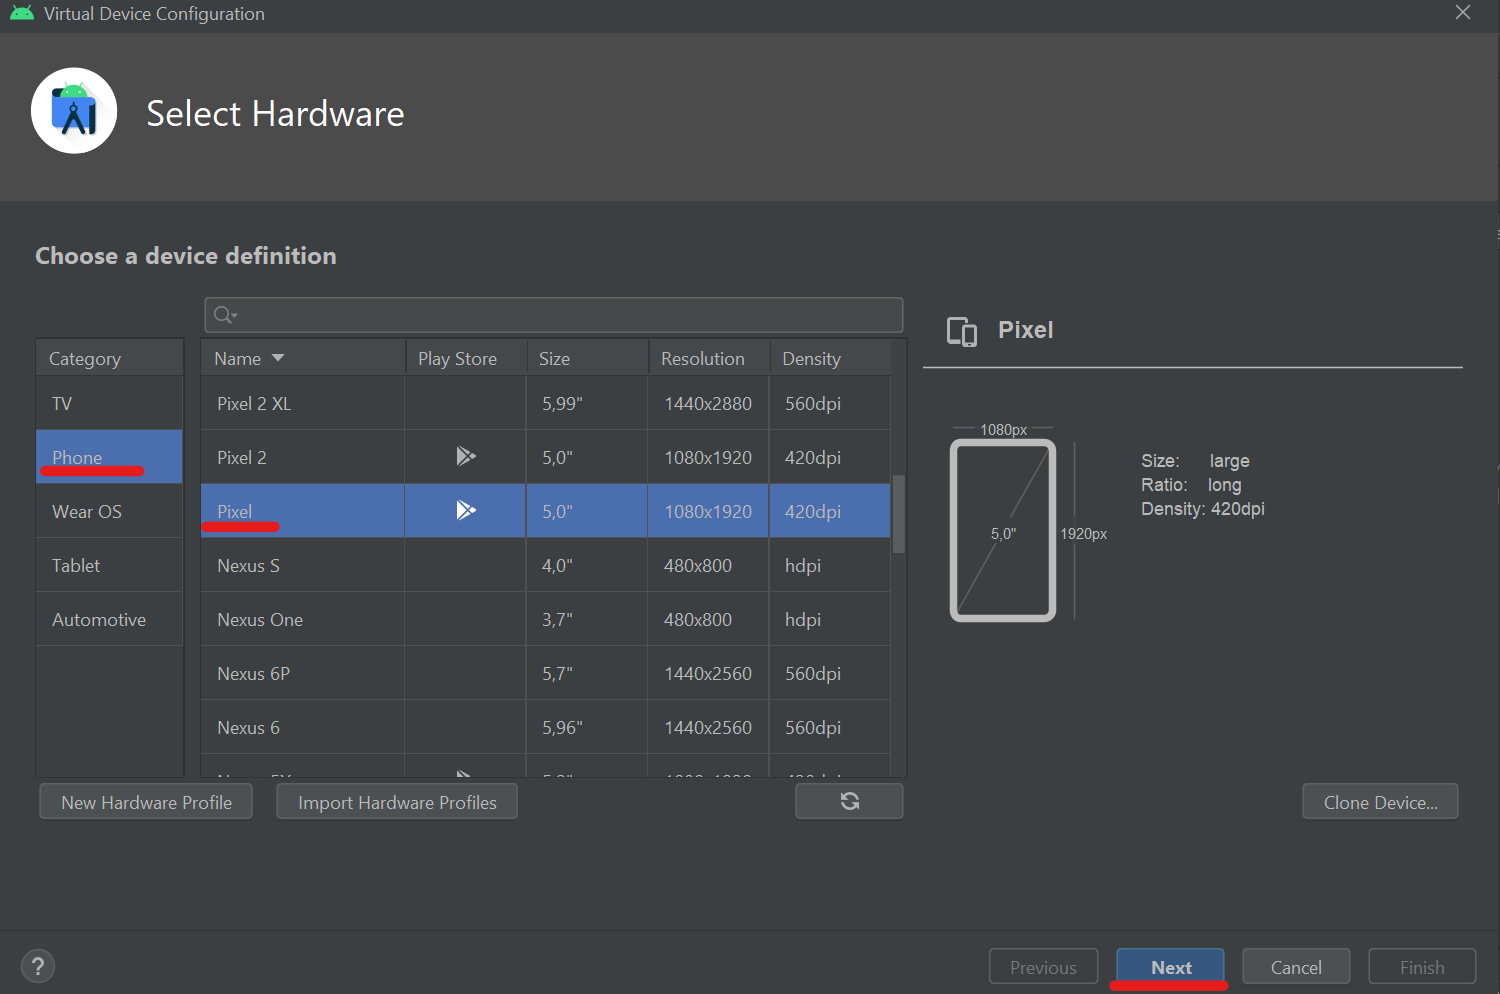 Virtual Device Configuration
Select Hardware
Choose a device definition
Category
TV
Phone
Wear OS
Tablet
Automotive
Name Play Store Size Resolution Density
Pixel 2 XL 5,99" 1440x2880 560dpi
Pixel 2 5,0" 1080x1920 420dpi
Pixel 5,0" 1080x1920 420dpi
Nexus S 4,0" 480x800 hdpi
Nexus One 3,7" 480x800 hdpi
Nexus 6P 5,7" 1440x2560 560dpi
Nexus 6 5,96" 1440x2560 560dpi
Pixel
1080px
5,0"
1920px
Size: large
Ratio: long
Density: 420dpi
New Hardware Profile
Import Hardware Profiles
Clone Device...
?
Previous
Next
Cancel
Finish